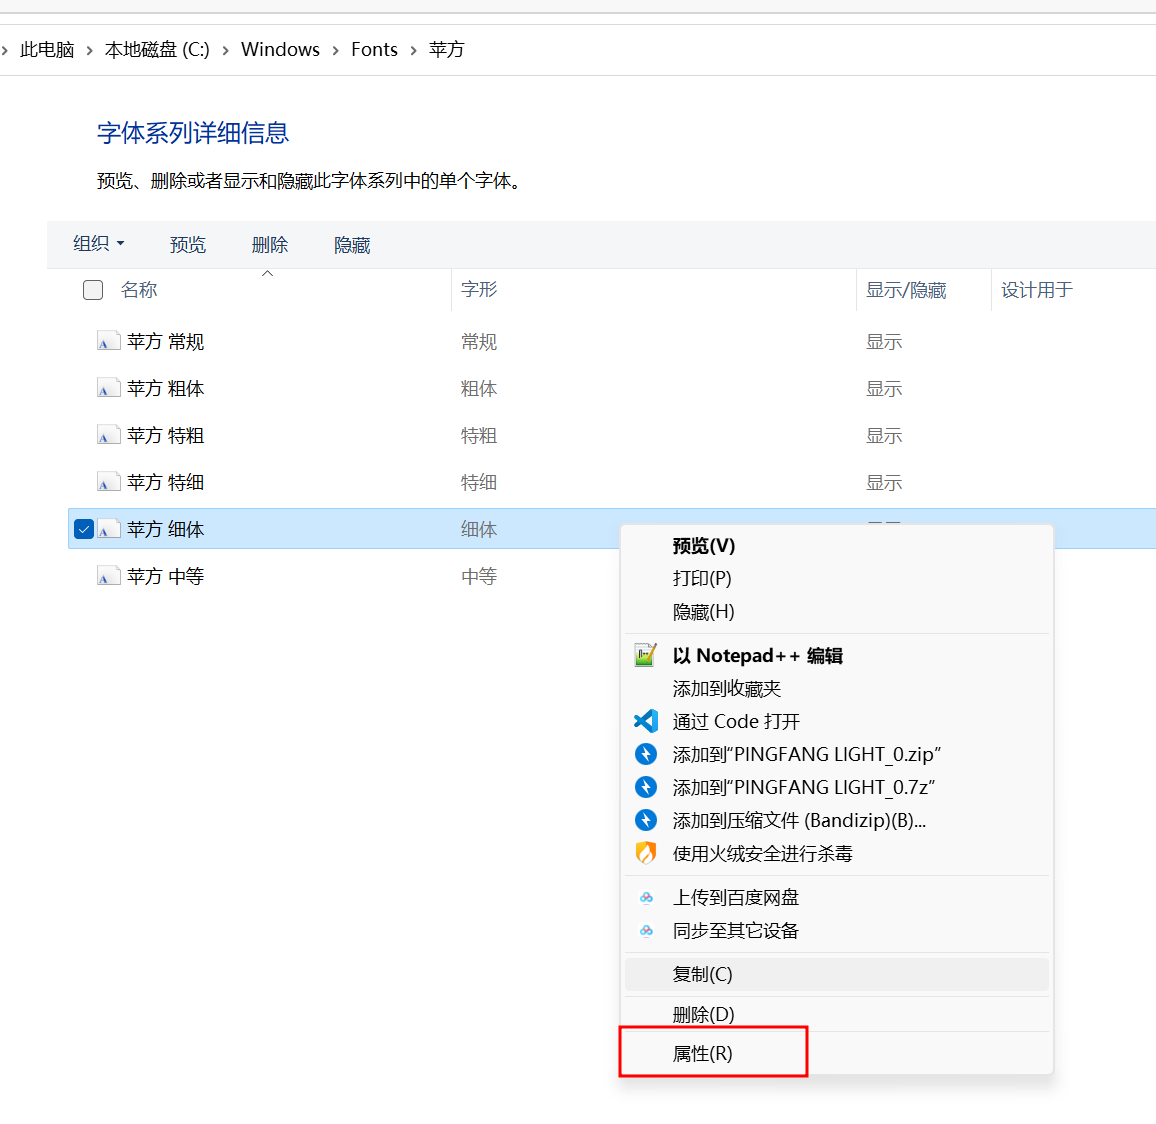 此电脑 > 本地磁盘 (C:) > Windows > Fonts > 苹方
字体系列详细信息
预览、删除或者显示和隐藏此字体系列中的单个字体。
组织 预览 删除 隐藏
名称 字形 显示/隐藏 设计用于
苹方 常规 常规 显示
苹方 粗体 粗体 显示
苹方 特粗 特粗 显示
苹方 特细 特细 显示
苹方 细体 细体
苹方 中等 中等
预览(V)
打印(P)
隐藏(H)
以 Notepad++ 编辑
添加到收藏夹
通过 Code 打开
添加到“PINGFANG LIGHT_0.zip”
添加到“PINGFANG LIGHT_0.7z”
添加到压缩文件 (Bandizip)(B)...
使用火绒安全进行杀毒
上传到百度网盘
同步至其它设备
复制(C)
删除(D)
属性(R)